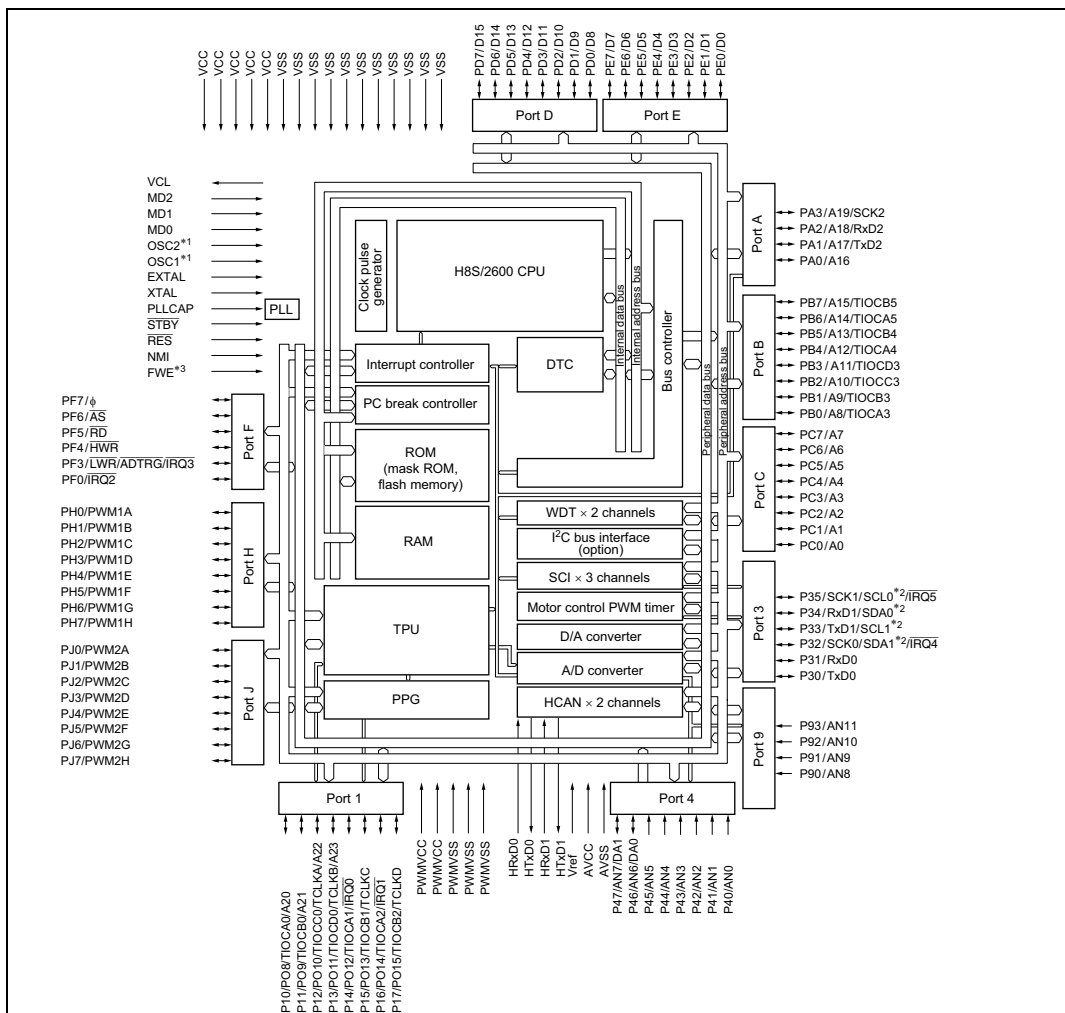 VCC
VCC
VCC
VCC
VCC
VSS
VSS
VSS
VSS
VSS
VSS
VSS
VSS
VSS
VSS
VSS
PD7/D15
PD6/D14
PD5/D13
PD4/D12
PD3/D11
PD2/D10
PD1/D9
PD0/D8
PE7/D7
PE6/D6
PE5/D5
PE4/D4
PE3/D3
PE2/D2
PE1/D1
PE0/D0
Port D
Port E
VCL
MD2
MD1
MD0
OSC2*1
OSC1*1
EXTAL
XTAL
PLLCAP
STBY
RES
NMI
FWE*3
PLL
Clock pulse
generator
H8S/2600 CPU
Interrupt controller
PC break controller
DTC
ROM
(mask ROM,
flash memory)
RAM
TPU
PPG
Internal data bus
Internal address bus
Bus controller
Peripheral data bus
Peripheral address bus
WDT × 2 channels
I2C bus interface
(option)
SCI × 3 channels
Motor control PWM timer
D/A converter
A/D converter
HCAN × 2 channels
Port A
PA3/A19/SCK2
PA2/A18/RxD2
PA1/A17/TxD2
PA0/A16
Port B
PB7/A15/TIOCB5
PB6/A14/TIOCA5
PB5/A13/TIOCB4
PB4/A12/TIOCA4
PB3/A11/TIOCD3
PB2/A10/TIOCC3
PB1/A9/TIOCB3
PB0/A8/TIOCA3
Port C
PC7/A7
PC6/A6
PC5/A5
PC4/A4
PC3/A3
PC2/A2
PC1/A1
PC0/A0
Port 3
P35/SCK1/SCL0*2/IRQ5
P34/RxD1/SDA0*2
P33/TxD1/SCL1*2
P32/SCK0/SDA1*2/IRQ4
P31/RxD0
P30/TxD0
Port 9
P93/AN11
P92/AN10
P91/AN9
P90/AN8
PF7/ϕ
PF6/AS
PF5/RD
PF4/HWR
PF3/LWR/ADTRG/IRQ3
PF0/IRQ2
Port F
PH0/PWM1A
PH1/PWM1B
PH2/PWM1C
PH3/PWM1D
PH4/PWM1E
PH5/PWM1F
PH6/PWM1G
PH7/PWM1H
Port H
PJ0/PWM2A
PJ1/PWM2B
PJ2/PWM2C
PJ3/PWM2D
PJ4/PWM2E
PJ5/PWM2F
PJ6/PWM2G
PJ7/PWM2H
Port J
Port 1
Port 4
P10/PO8/TIOCA0/A20
P11/PO9/TIOCB0/A21
P12/PO10/TIOCC0/TCLKA/A22
P13/PO11/TIOCD0/TCLKB/A23
P14/PO12/TIOCA1/IRQ0
P15/PO13/TIOCB1/TCLKC
P16/PO14/TIOCA2/IRQ1
P17/PO15/TIOCB2/TCLKD
PWMVCC
PWMVCC
PWMVSS
PWMVSS
PWMVSS
HRxD0
HTxD0
HRxD1
HTxD1
Vref
AVCC
AVSS
P47/AN7/DA1
P46/AN6/DA0
P45/AN5
P44/AN4
P43/AN3
P42/AN2
P41/AN1
P40/AN0